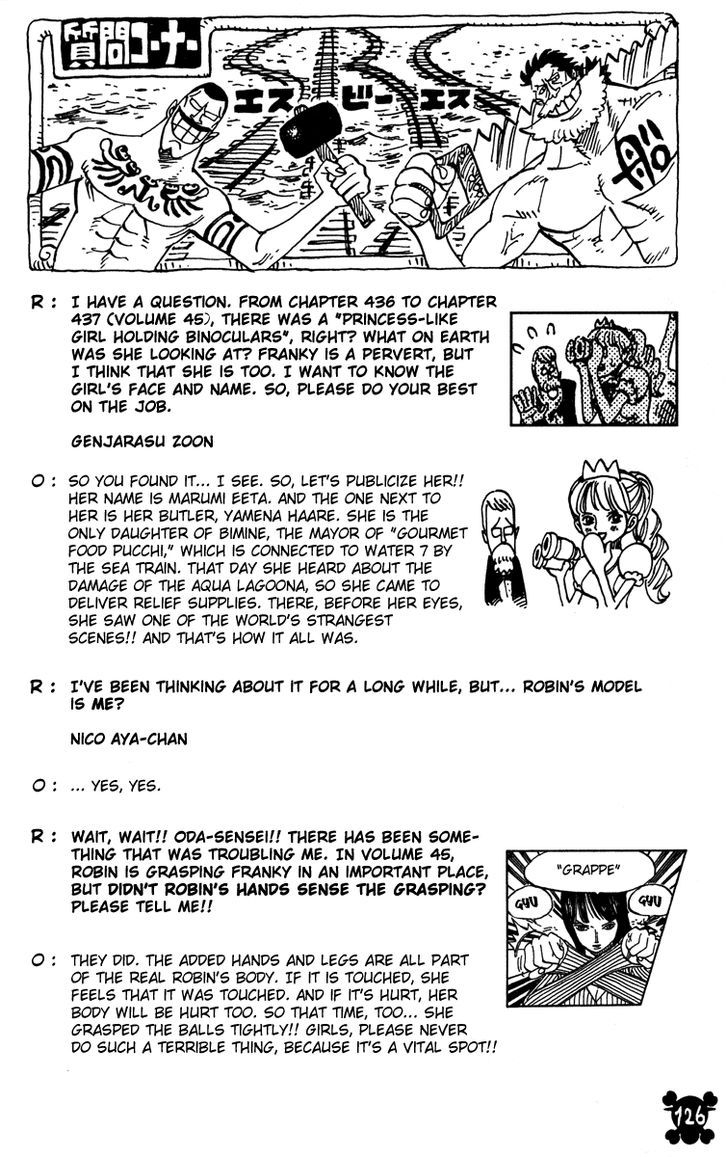 質問コーナー
エス ビー エス
船
R: I HAVE A QUESTION. FROM CHAPTER 436 TO CHAPTER
437 (VOLUME 45), THERE WAS A "PRINCESS-LIKE
GIRL HOLDING BINOCULARS", RIGHT? WHAT ON EARTH
WAS SHE LOOKING AT? FRANKY IS A PERVERT, BUT
I THINK THAT SHE IS TOO. I WANT TO KNOW THE
GIRL'S FACE AND NAME. SO, PLEASE DO YOUR BEST
ON THE JOB.
GENJARASU ZOON
O: SO YOU FOUND IT... I SEE. SO, LET'S PUBLICIZE HER!!
HER NAME IS MARUMI EETA. AND THE ONE NEXT TO
HER IS HER BUTLER, YAMENA HAARE. SHE IS THE
ONLY DAUGHTER OF BIMINE, THE MAYOR OF "GOURMET
FOOD PUCCHI," WHICH IS CONNECTED TO WATER 7 BY
THE SEA TRAIN. THAT DAY SHE HEARD ABOUT THE
DAMAGE OF THE AQUA LAGOONA, SO SHE CAME TO
DELIVER RELIEF SUPPLIES. THERE, BEFORE HER EYES,
SHE SAW ONE OF THE WORLD'S STRANGEST
SCENES!! AND THAT'S HOW IT ALL WAS.
R: I'VE BEEN THINKING ABOUT IT FOR A LONG WHILE, BUT... ROBIN'S MODEL
IS ME?
NICO AYA-CHAN
O: ... YES, YES.
R: WAIT, WAIT!! ODA-SENSEI!! THERE HAS BEEN SOME-
THING THAT WAS TROUBLING ME. IN VOLUME 45,
ROBIN IS GRASPING FRANKY IN AN IMPORTANT PLACE,
BUT DIDN'T ROBIN'S HANDS SENSE THE GRASPING?
PLEASE TELL ME!!
"GRAPPE"
GYU
GYU
O: THEY DID. THE ADDED HANDS AND LEGS ARE ALL PART
OF THE REAL ROBIN'S BODY. IF IT IS TOUCHED, SHE
FEELS THAT IT WAS TOUCHED. AND IF IT'S HURT, HER
BODY WILL BE HURT TOO. SO THAT TIME, TOO... SHE
GRASPED THE BALLS TIGHTLY!! GIRLS, PLEASE NEVER
DO SUCH A TERRIBLE THING, BECAUSE IT'S A VITAL SPOT!!
126